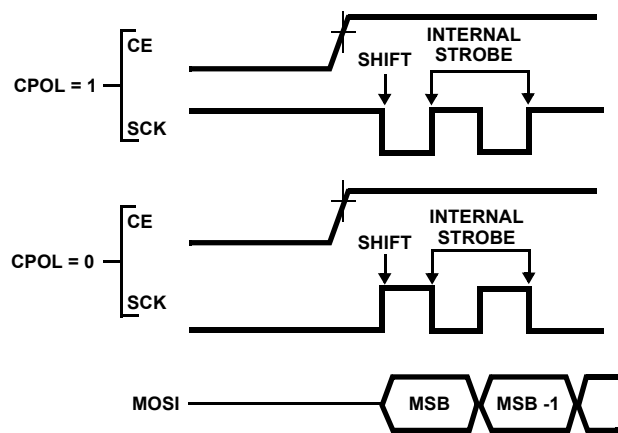 CE
CPOL = 1
SHIFT
INTERNAL
STROBE
SCK
CE
CPOL = 0
SHIFT
INTERNAL
STROBE
SCK
MOSI
MSB
MSB -1